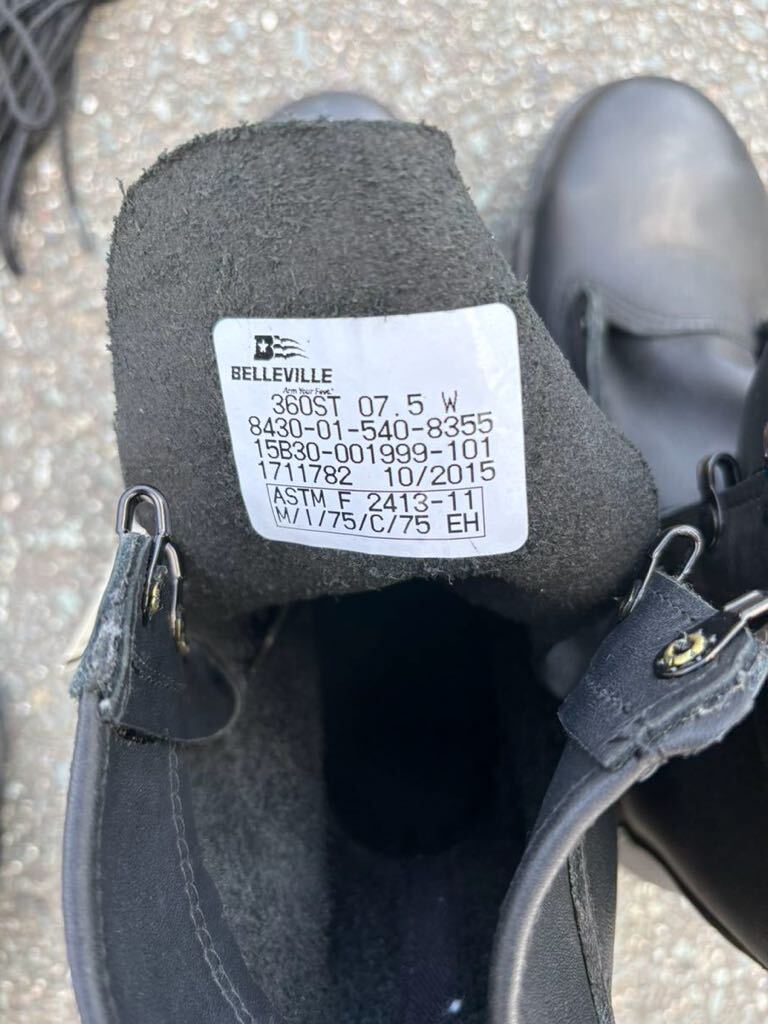 BELLEVILLE
Arm Your Feet.
360ST 07.5 W
8430-01-540-8355
15B30-001999-101
1711782 10/2015
ASTM F 2413-11
M/I/75/C/75 EH